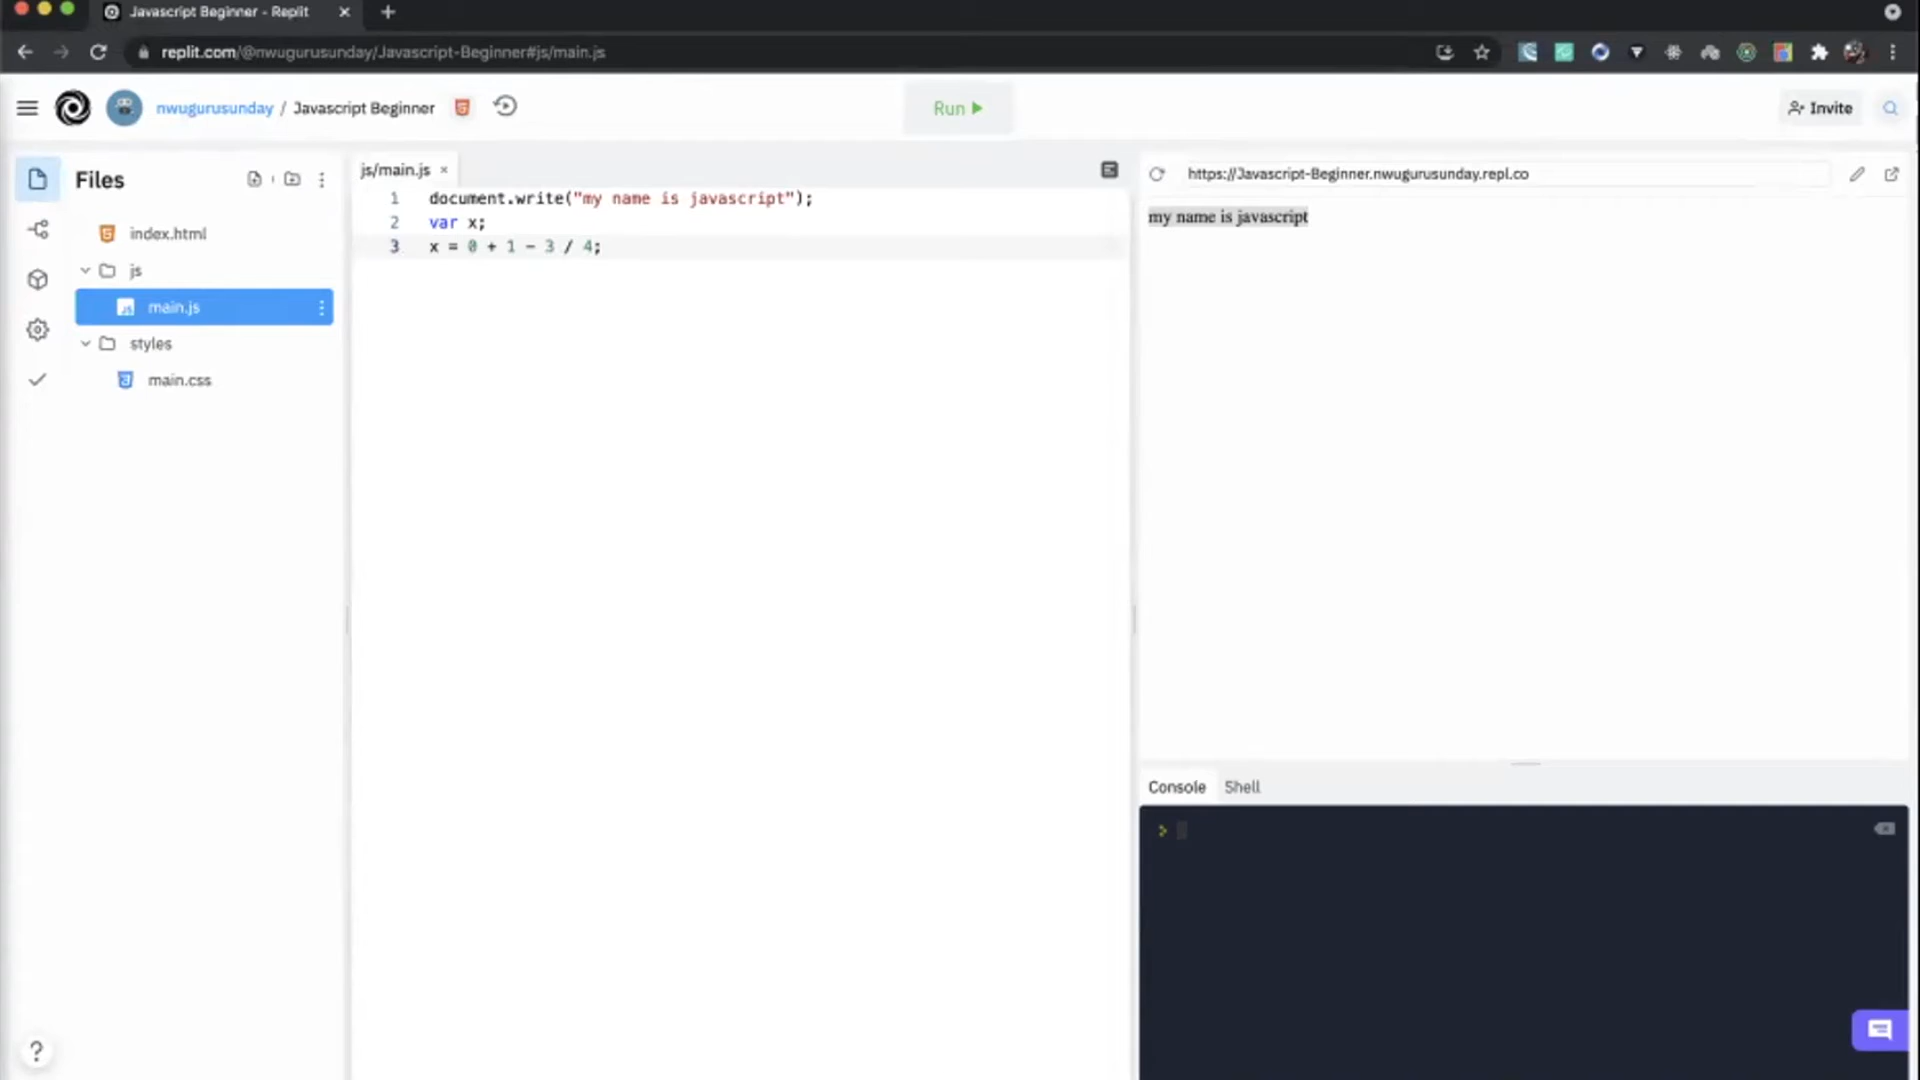 Javascript Beginner - Replit
replit.com/@nwugurusunday/Javascript-Beginner#js/main.js
nwugurusunday / Javascript Beginner
Run
Invite
Files
index.html
js
main.js
styles
main.css
js/main.js
1 document.write("my name is javascript");
2 var x;
3 x = 0 + 1 - 3 / 4;
https://Javascript-Beginner.nwugurusunday.repl.co
my name is javascript
Console Shell
>
?